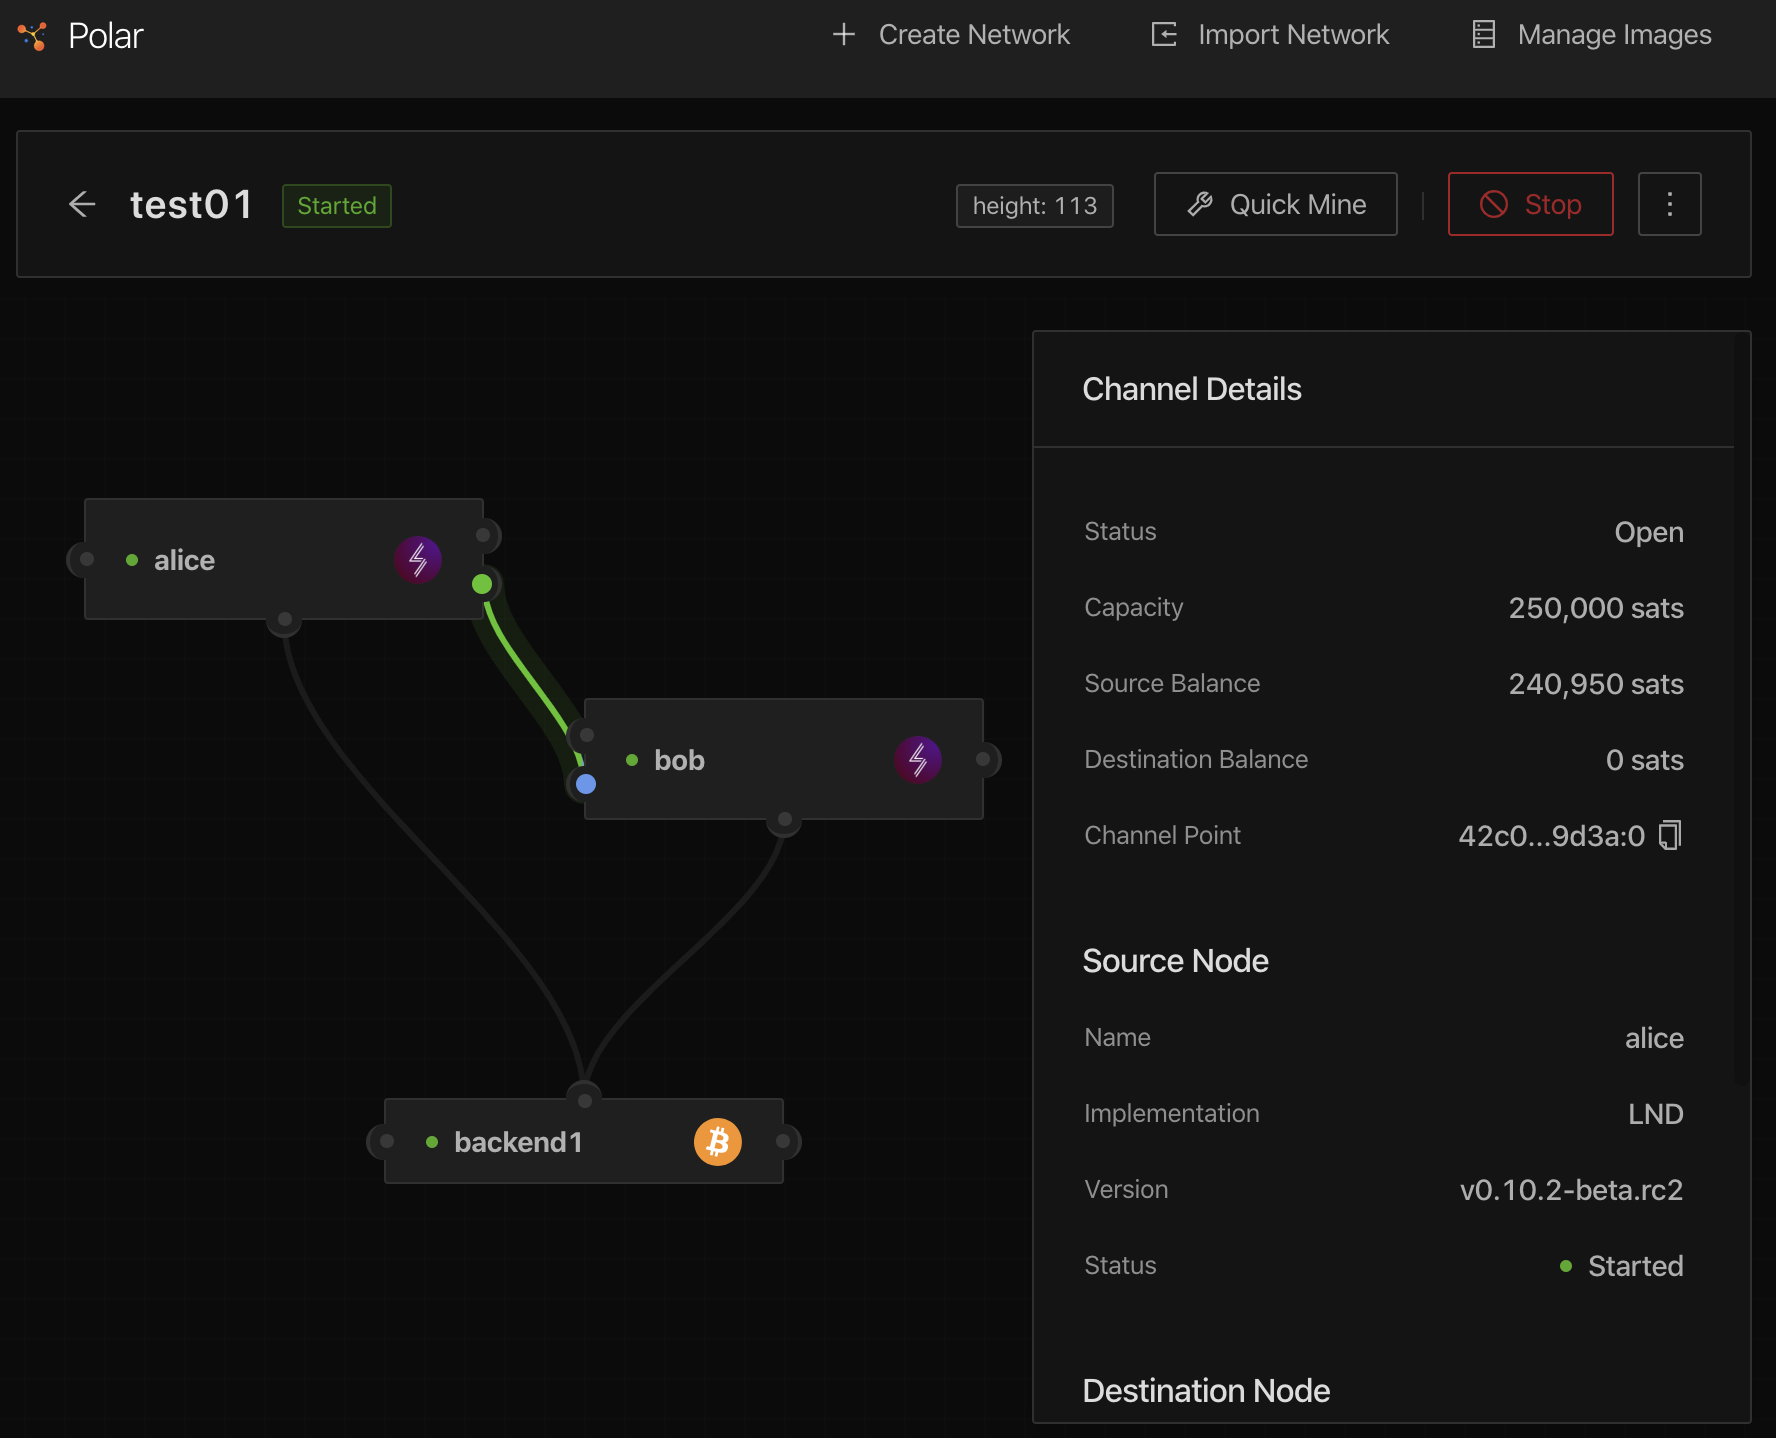 Polar
Create Network
Import Network
Manage Images
test01
Started
height: 113
Quick Mine
Stop
alice
bob
backend1
Channel Details
Status Open
Capacity 250,000 sats
Source Balance 240,950 sats
Destination Balance 0 sats
Channel Point 42c0...9d3a:0
Source Node
Name alice
Implementation LND
Version v0.10.2-beta.rc2
Status Started
Destination Node